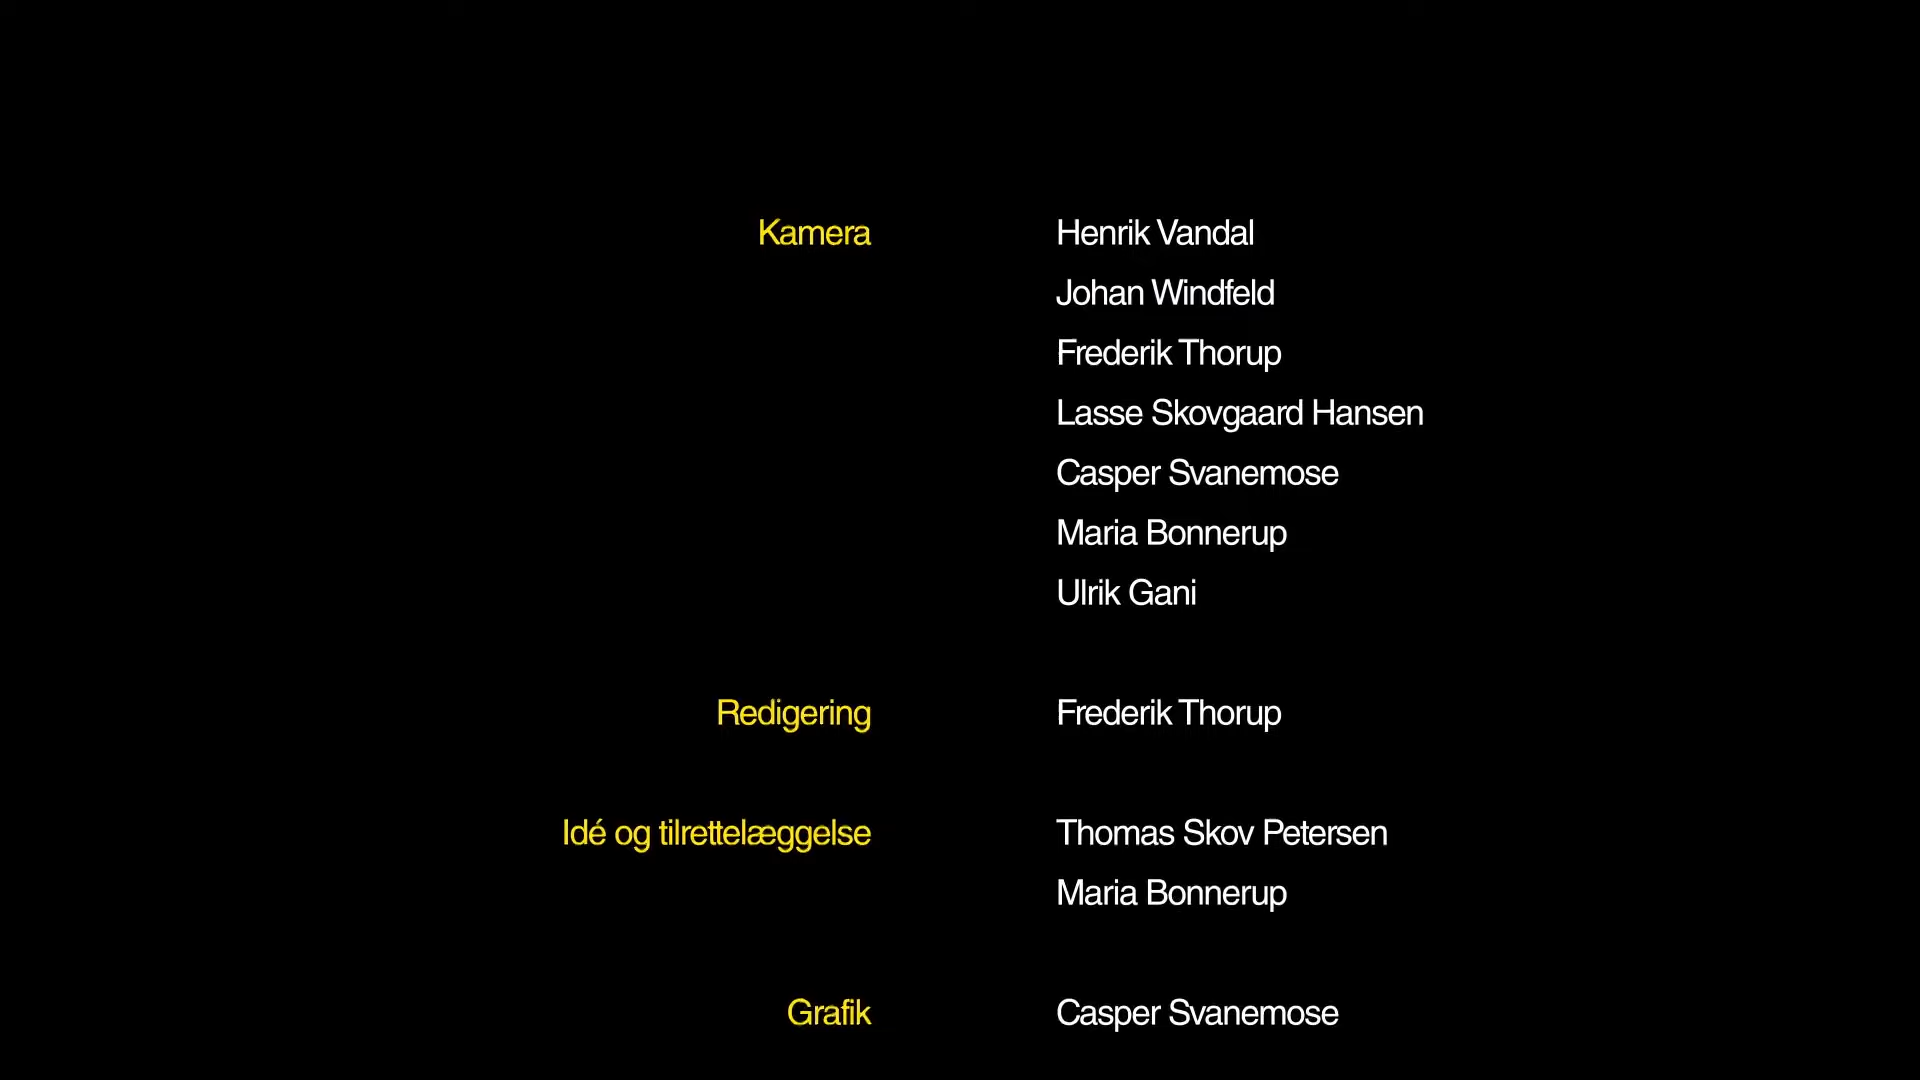 Kamera Henrik Vandal
Johan Windfeld
Frederik Thorup
Lasse Skovgaard Hansen
Casper Svanemose
Maria Bonnerup
Ulrik Gani
Redigering Frederik Thorup
Idé og tilrettelæggelse Thomas Skov Petersen
Maria Bonnerup
Grafik Casper Svanemose